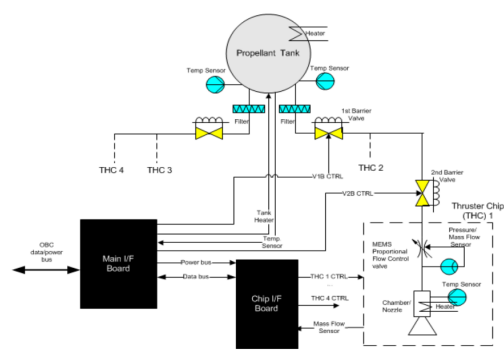 Heater
Propellant Tank
Temp Sensor
Temp Sensor
1st Barrier
Valve
Filter
Filter
THC 4
THC 3
THC 2
2nd Barrier
Valve
V1B CTRL
V2B CTRL
Thruster Chip
(THC) 1
Tank
Heater
Temp.
Sensor
Pressure/
Mass Flow
Sensor
MEMS
Proportional
Flow Control
valve
OBC
data/power
bus
Main I/F
Board
Power bus
Data bus
Chip I/F
Board
THC 1 CTRL
...
THC 4 CTRL
Mass Flow
Sensor
Temp Sensor
Chamber/
Nozzle
Heater